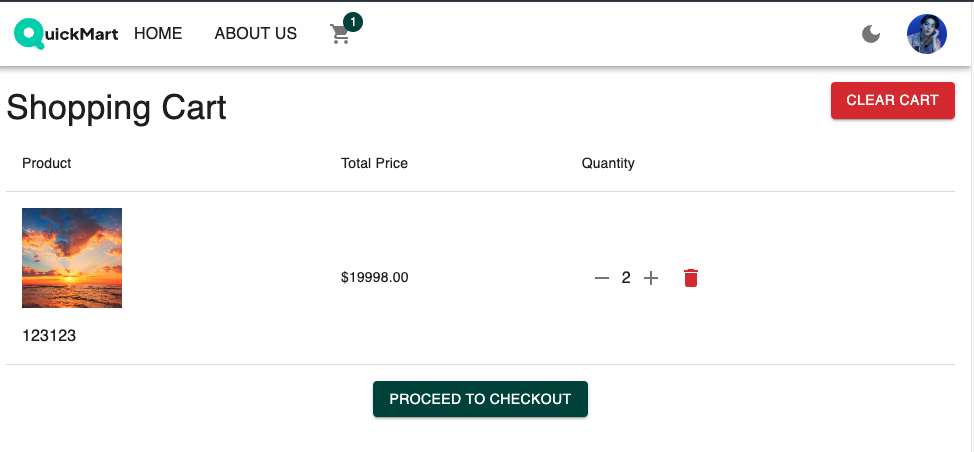 QuickMart HOME ABOUT US 1
Shopping Cart
CLEAR CART
Product Total Price Quantity
$19998.00 2
123123
PROCEED TO CHECKOUT